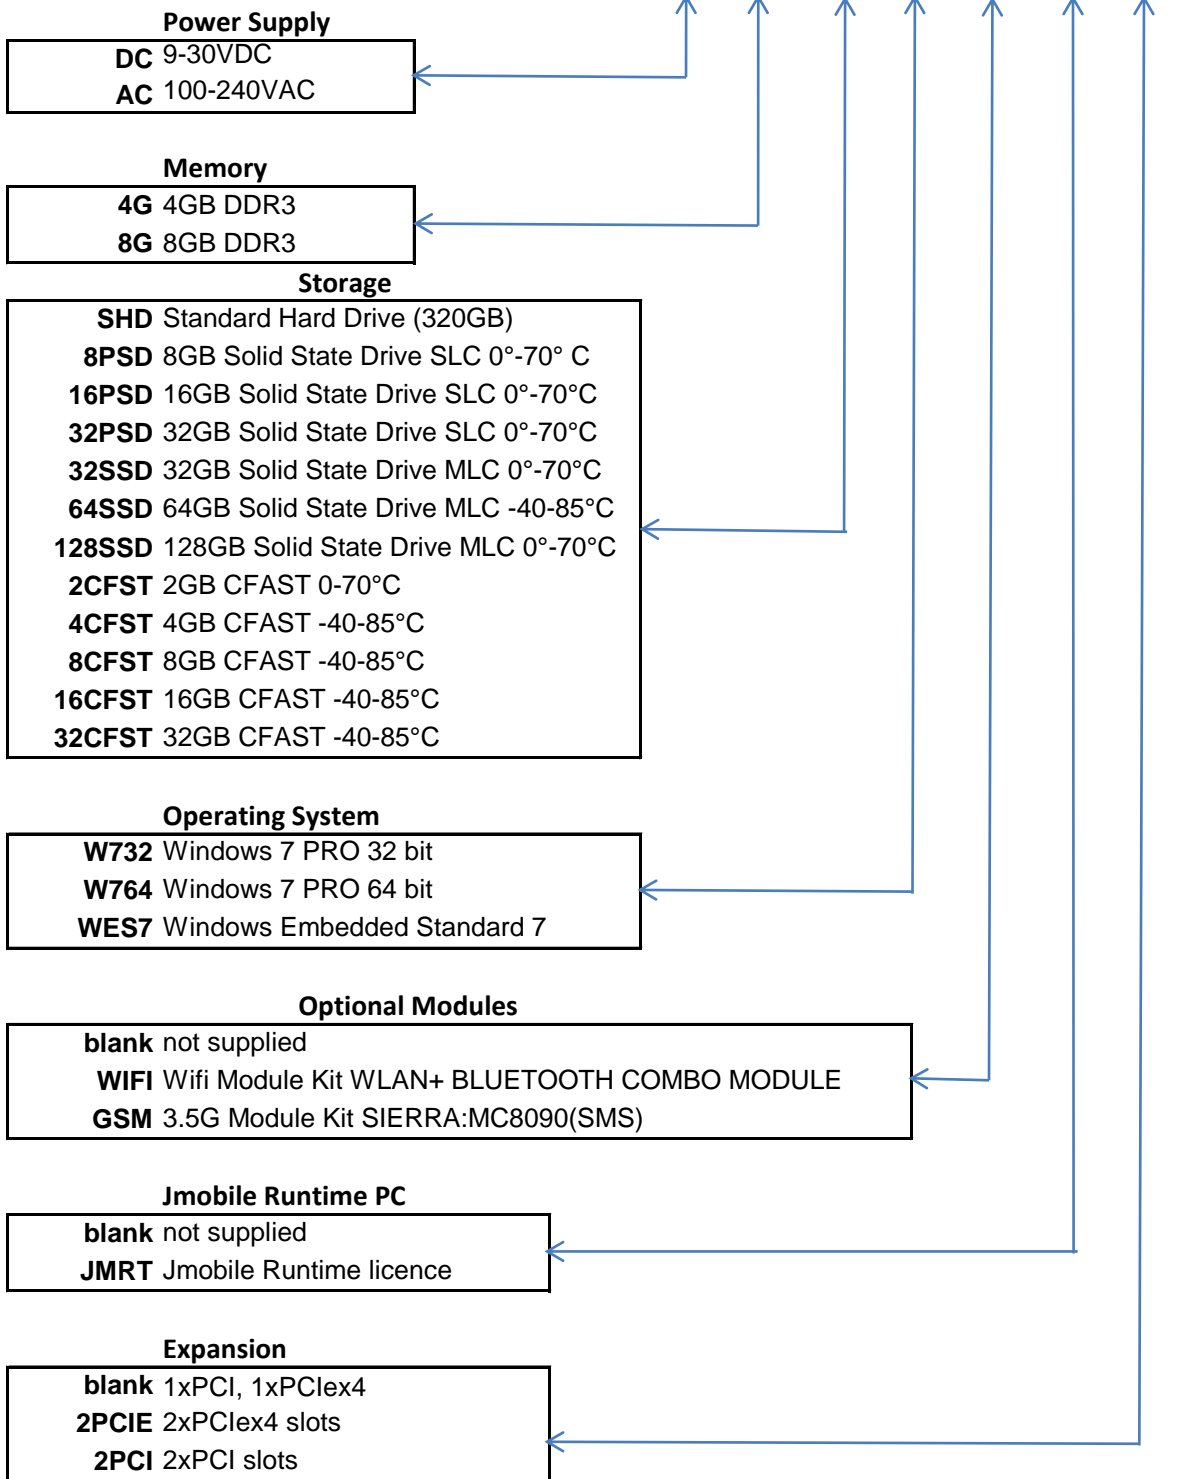 Power Supply
DC 9-30VDC
AC 100-240VAC
Memory
4G 4GB DDR3
8G 8GB DDR3
Storage
SHD Standard Hard Drive (320GB)
8PSD 8GB Solid State Drive SLC 0°-70° C
16PSD 16GB Solid State Drive SLC 0°-70°C
32PSD 32GB Solid State Drive SLC 0°-70°C
32SSD 32GB Solid State Drive MLC 0°-70°C
64SSD 64GB Solid State Drive MLC -40-85°C
128SSD 128GB Solid State Drive MLC 0°-70°C
2CFST 2GB CFAST 0-70°C
4CFST 4GB CFAST -40-85°C
8CFST 8GB CFAST -40-85°C
16CFST 16GB CFAST -40-85°C
32CFST 32GB CFAST -40-85°C
Operating System
W732 Windows 7 PRO 32 bit
W764 Windows 7 PRO 64 bit
WES7 Windows Embedded Standard 7
Optional Modules
blank not supplied
WIFI Wifi Module Kit WLAN+ BLUETOOTH COMBO MODULE
GSM 3.5G Module Kit SIERRA:MC8090(SMS)
Jmobile Runtime PC
blank not supplied
JMRT Jmobile Runtime licence
Expansion
blank 1xPCI, 1xPCIex4
2PCIE 2xPCIex4 slots
2PCI 2xPCI slots